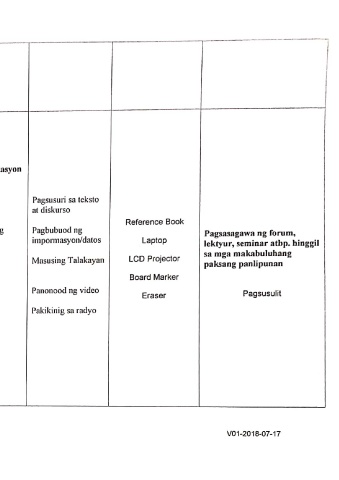 asyon
g
Pagsusuri sa teksto
at diskurso
Pagbubuod ng
impormasyon/datos
Masusing Talakayan
Panonood ng video
Pakikinig sa radyo
Reference Book
Laptop
LCD Projector
Board Marker
Eraser
Pagsasagawa ng forum,
lektyur, seminar atbp. hinggil
sa mga makabuluhang
paksang panlipunan
Pagsusulit
V01-2018-07-17